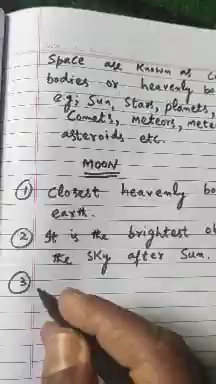 Space are known as
bodies or heavenly
eg; Sun, Stars, planets,
Comets, meteors,
asteroids etc.
MOON
① Closest heavenly
earth.
② It is the brightest
the sky after Sun.
③